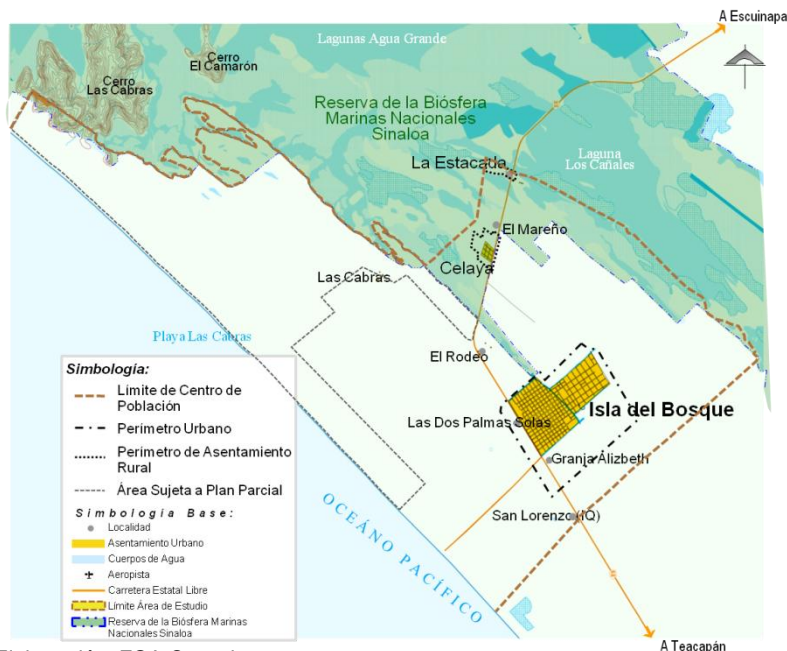 A Escuinapa
Lagunas Agua Grande
Cerro
El Camarón
Cerro
Las Cabras
Reserva de la Biósfera
Marinas Nacionales
Sinaloa
Laguna
Los Cañales
La Estacada
El Mareño
Celaya
Las Cabras
Playa Las Cabras
El Rodeo
Isla del Bosque
Las Dos Palmas Solas
Granja Alizbeth
San Lorenzo (IQ)
OCEÁNO PACÍFICO
A Teacapán
Simbología:
Límite de Centro de
Población
Perímetro Urbano
Perímetro de Asentamiento
Rural
Área Sujeta a Plan Parcial
Simbología Base:
Localidad
Asentamiento Urbano
Cuerpos de Agua
Aeropista
Carretera Estatal Libre
Límite Área de Estudio
Reserva de la Biósfera Marinas
Nacionales Sinaloa